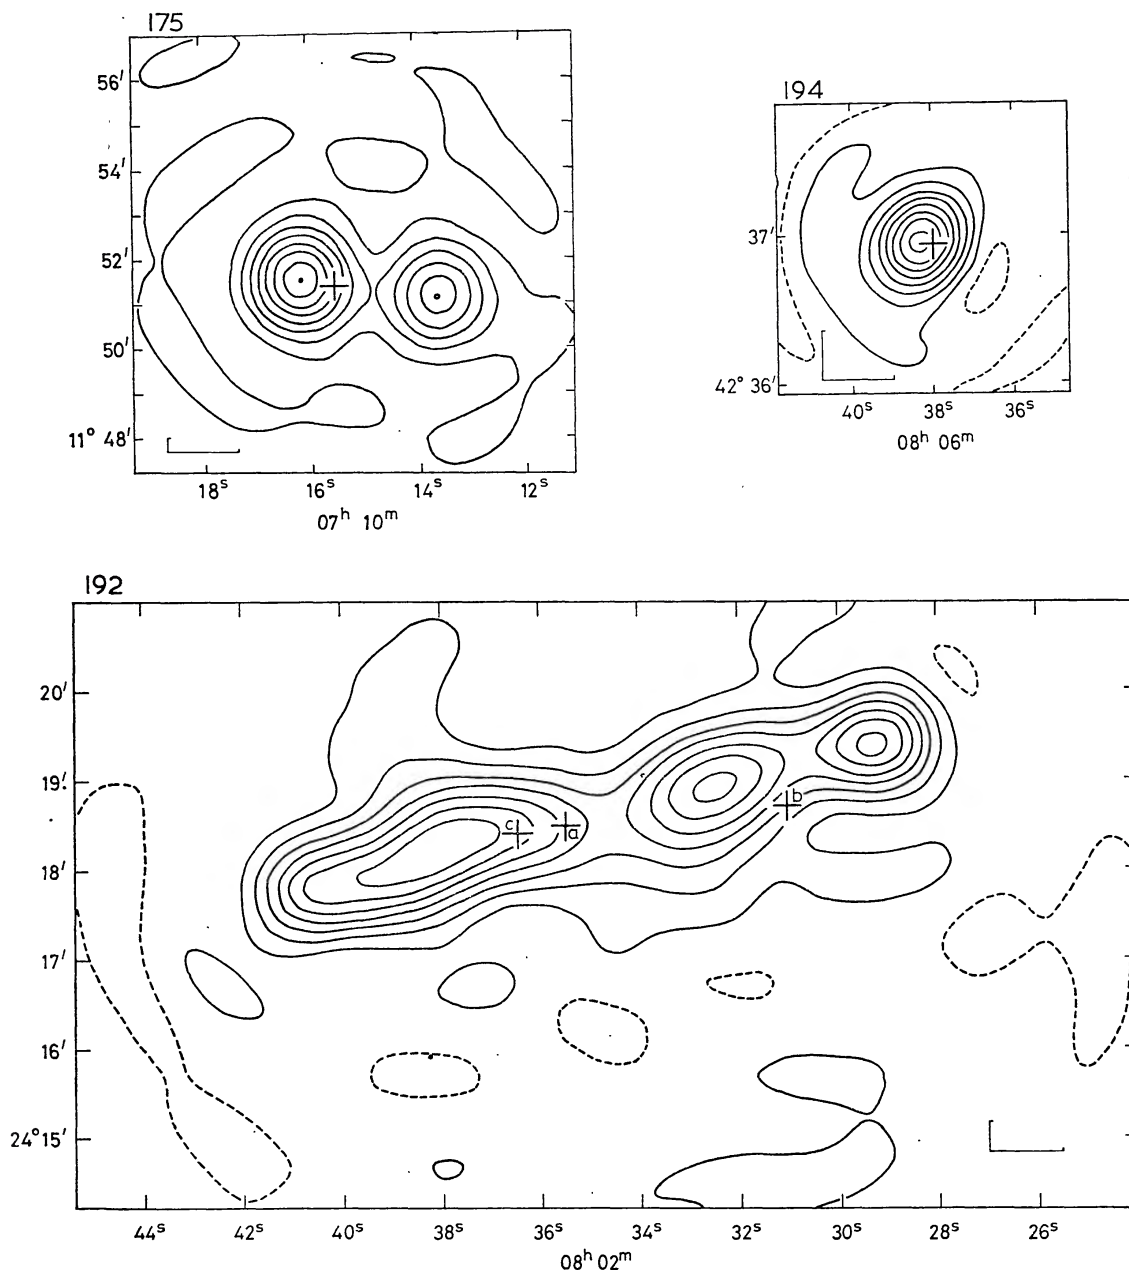 175
56'
54'
52'
50'
11° 48'
18ˢ 16ˢ 14ˢ 12ˢ
07ʰ 10ᵐ
194
37'
42° 36'
40ˢ 38ˢ 36ˢ
08ʰ 06ᵐ
192
20'
19'
18'
17'
16'
24° 15'
c a b
44ˢ 42ˢ 40ˢ 38ˢ 36ˢ 34ˢ 32ˢ 30ˢ 28ˢ 26ˢ
08ʰ 02ᵐ